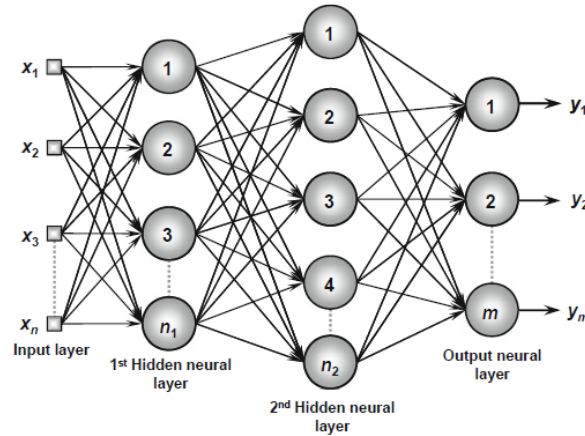 x1
x2
x3
xn
Input layer
1
2
3
n1
1st Hidden neural
layer
1
2
3
4
n2
2nd Hidden neural
layer
1
2
m
Output neural
layer
y1
y2
ym